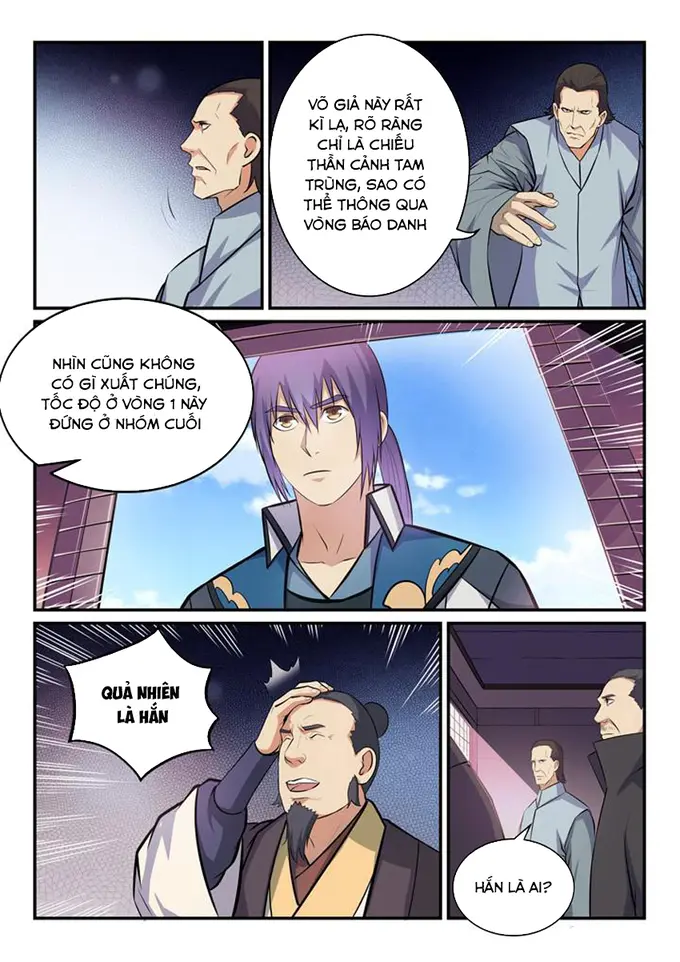 VÕ GIẢ NÀY RẤT
KÌ LẠ, RÕ RÀNG
CHỈ LÀ CHIẾU
THẦN CẢNH TAM
TRÙNG, SAO CÓ
THỂ THÔNG QUA
VÒNG BÁO DANH
NHÌN CŨNG KHÔNG
CÓ GÌ XUẤT CHÚNG,
TỐC ĐỘ Ở VÒNG 1 NÀY
ĐỨNG Ở NHÓM CUỐI
QUẢ NHIÊN
LÀ HẮN
HẮN LÀ AI?